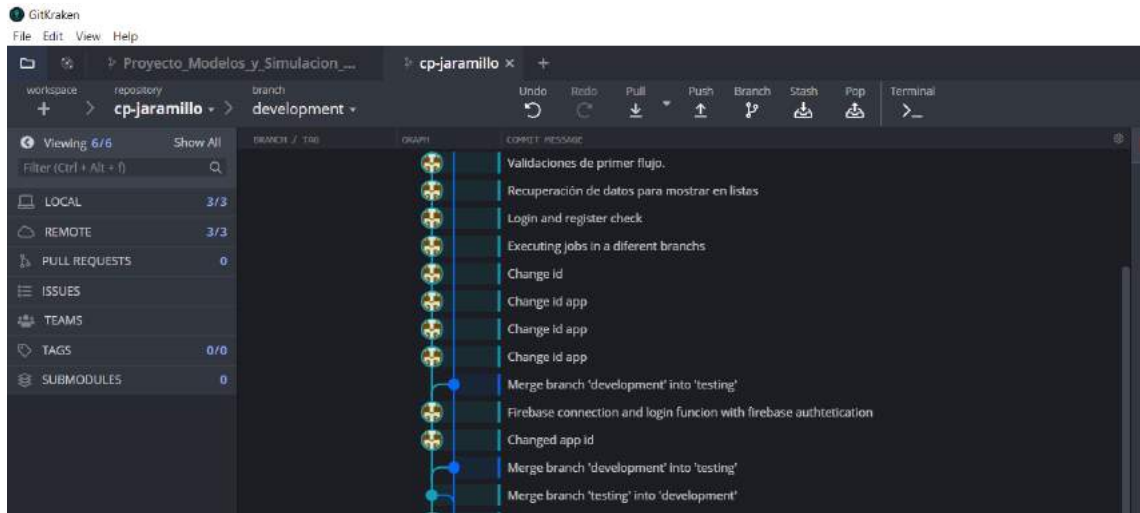 GitKraken
File Edit View Help
Proyecto_Modelos_y_Simulacion_... cp-jaramillo × +
workspace repository branch
+ > cp-jaramillo > development
Undo Redo Pull Push Branch Stash Pop Terminal
Viewing 6/6 Show All
BRANCH / TAG GRAPH COMMIT MESSAGE
Filter (Ctrl + Alt + f)
LOCAL 3/3
REMOTE 3/3
PULL REQUESTS 0
ISSUES
TEAMS
TAGS 0/0
SUBMODULES 0
Validaciones de primer flujo.
Recuperación de datos para mostrar en listas
Login and register check
Executing jobs in a diferent branchs
Change id
Change id app
Change id app
Change id app
Merge branch 'development' into 'testing'
Firebase connection and login funcion with firebase authtetication
Changed app id
Merge branch 'development' into 'testing'
Merge branch 'testing' into 'development'